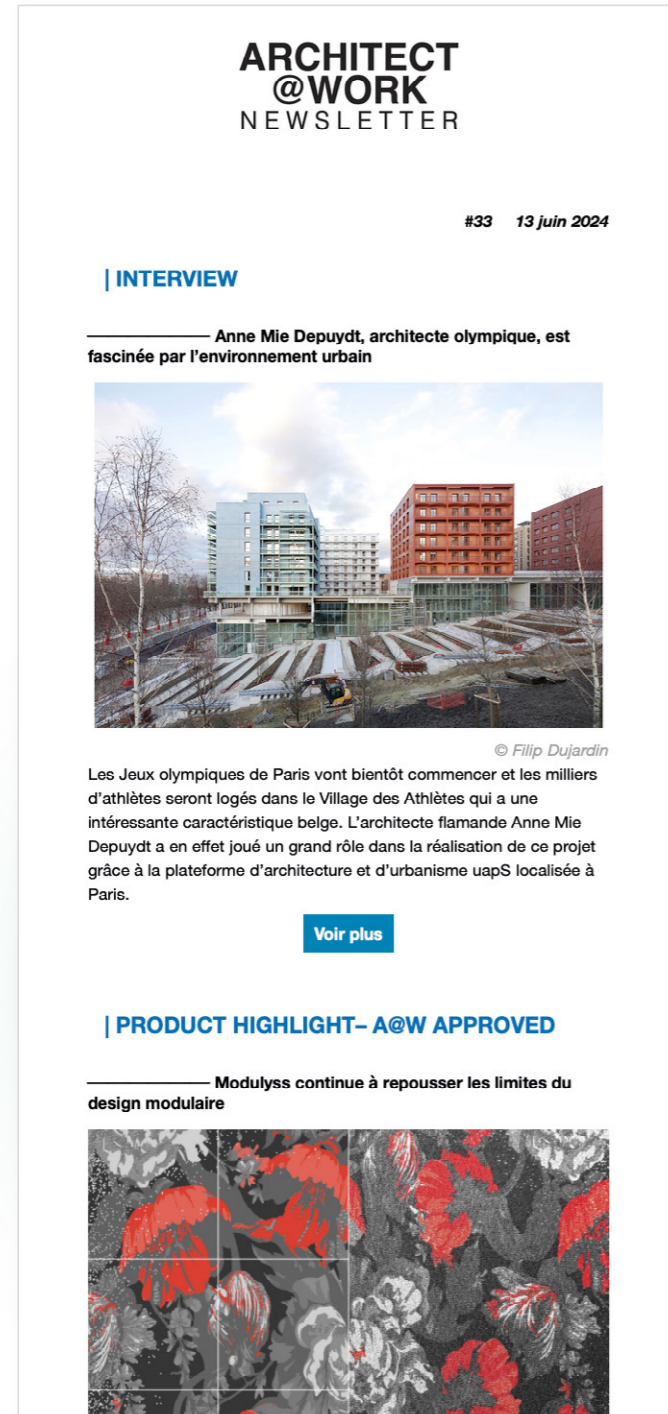 ARCHITECT
@WORK
NEWSLETTER
#33 13 juin 2024
| INTERVIEW
—————— Anne Mie Depuydt, architecte olympique, est
fascinée par l’environnement urbain
© Filip Dujardin
Les Jeux olympiques de Paris vont bientôt commencer et les milliers
d’athlètes seront logés dans le Village des Athlètes qui a une
intéressante caractéristique belge. L’architecte flamande Anne Mie
Depuydt a en effet joué un grand rôle dans la réalisation de ce projet
grâce à la plateforme d’architecture et d’urbanisme uapS localisée à
Paris.
Voir plus
| PRODUCT HIGHLIGHT– A@W APPROVED
—————— Modulyss continue à repousser les limites du
design modulaire